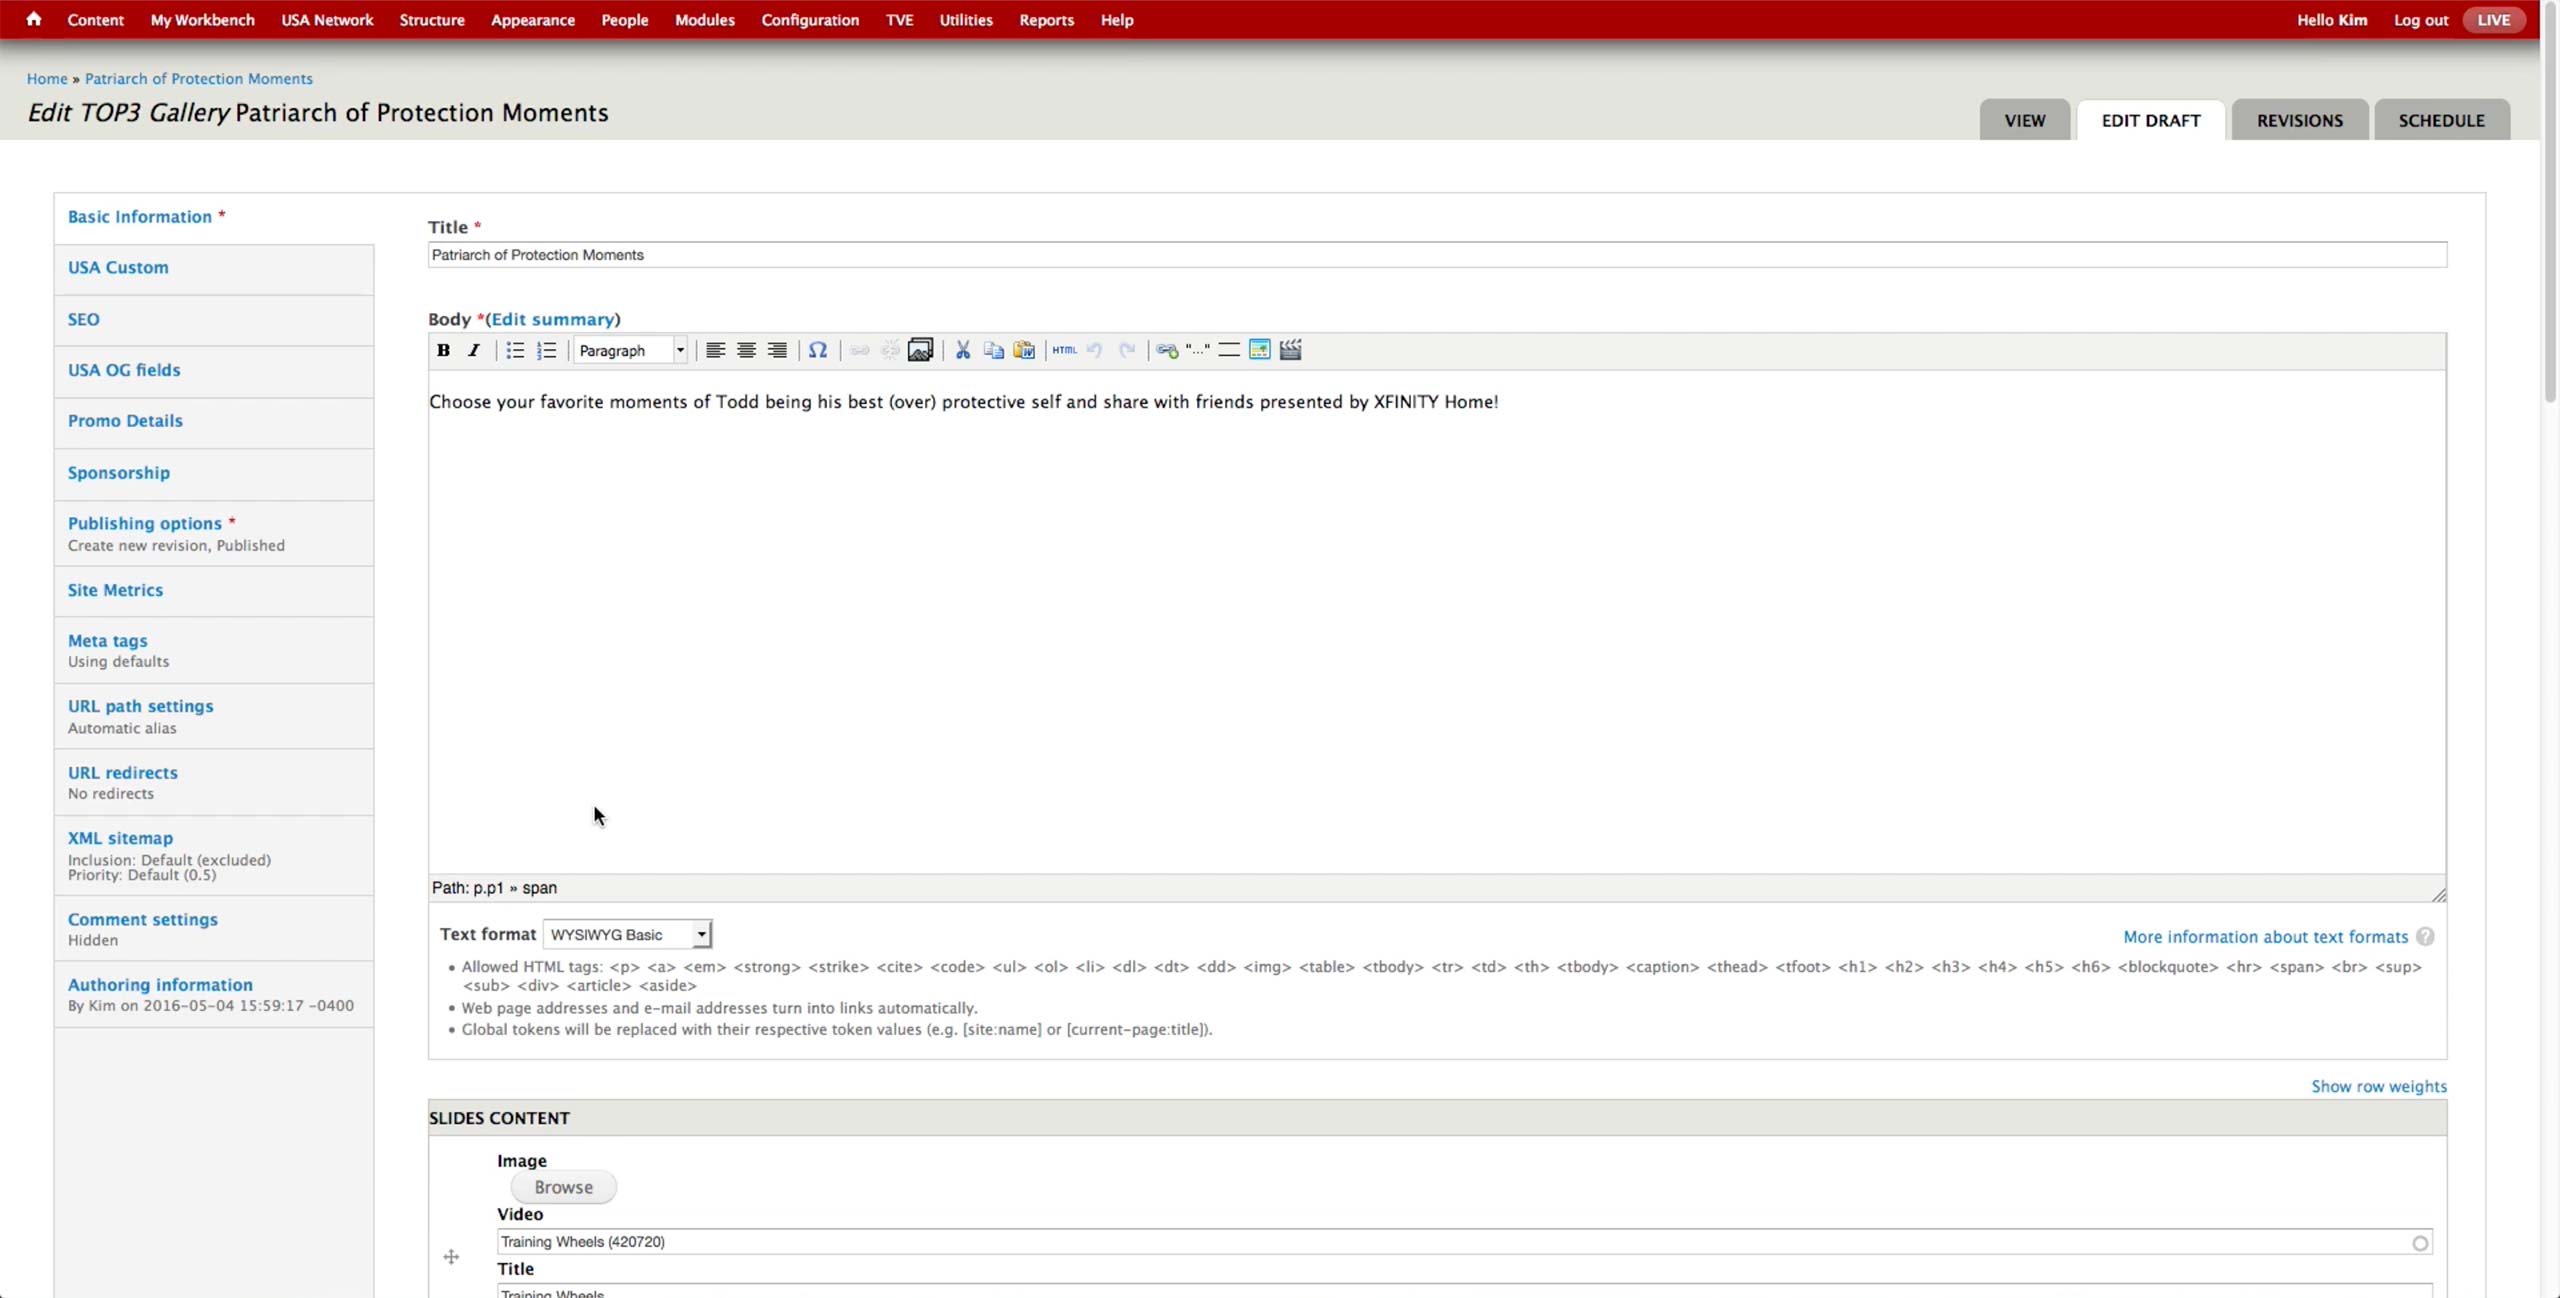 Content My Workbench USA Network Structure Appearance People Modules Configuration TVE Utilities Reports Help Hello Kim Log out LIVE
Home » Patriarch of Protection Moments
Edit TOP3 Gallery Patriarch of Protection Moments
VIEW EDIT DRAFT REVISIONS SCHEDULE
Basic Information *
USA Custom
SEO
USA OG fields
Promo Details
Sponsorship
Publishing options *
Create new revision, Published
Site Metrics
Meta tags
Using defaults
URL path settings
Automatic alias
URL redirects
No redirects
XML sitemap
Inclusion: Default (excluded)
Priority: Default (0.5)
Comment settings
Hidden
Authoring information
By Kim on 2016-05-04 15:59:17 -0400
Title *
Patriarch of Protection Moments
Body *(Edit summary)
B I Paragraph Ω HTML "..."
Choose your favorite moments of Todd being his best (over) protective self and share with friends presented by XFINITY Home!
Path: p.p1 » span
Text format WYSIWYG Basic
More information about text formats ?
• Allowed HTML tags: <p> <a> <em> <strong> <strike> <cite> <code> <ul> <ol> <li> <dl> <dt> <dd> <img> <table> <tbody> <tr> <td> <th> <tbody> <caption> <thead> <tfoot> <h1> <h2> <h3> <h4> <h5> <h6> <blockquote> <hr> <span> <br> <sup>
<sub> <div> <article> <aside>
• Web page addresses and e-mail addresses turn into links automatically.
• Global tokens will be replaced with their respective token values (e.g. [site:name] or [current-page:title]).
Show row weights
SLIDES CONTENT
Image
Browse
Video
Training Wheels (420720)
Title
Training Wheels